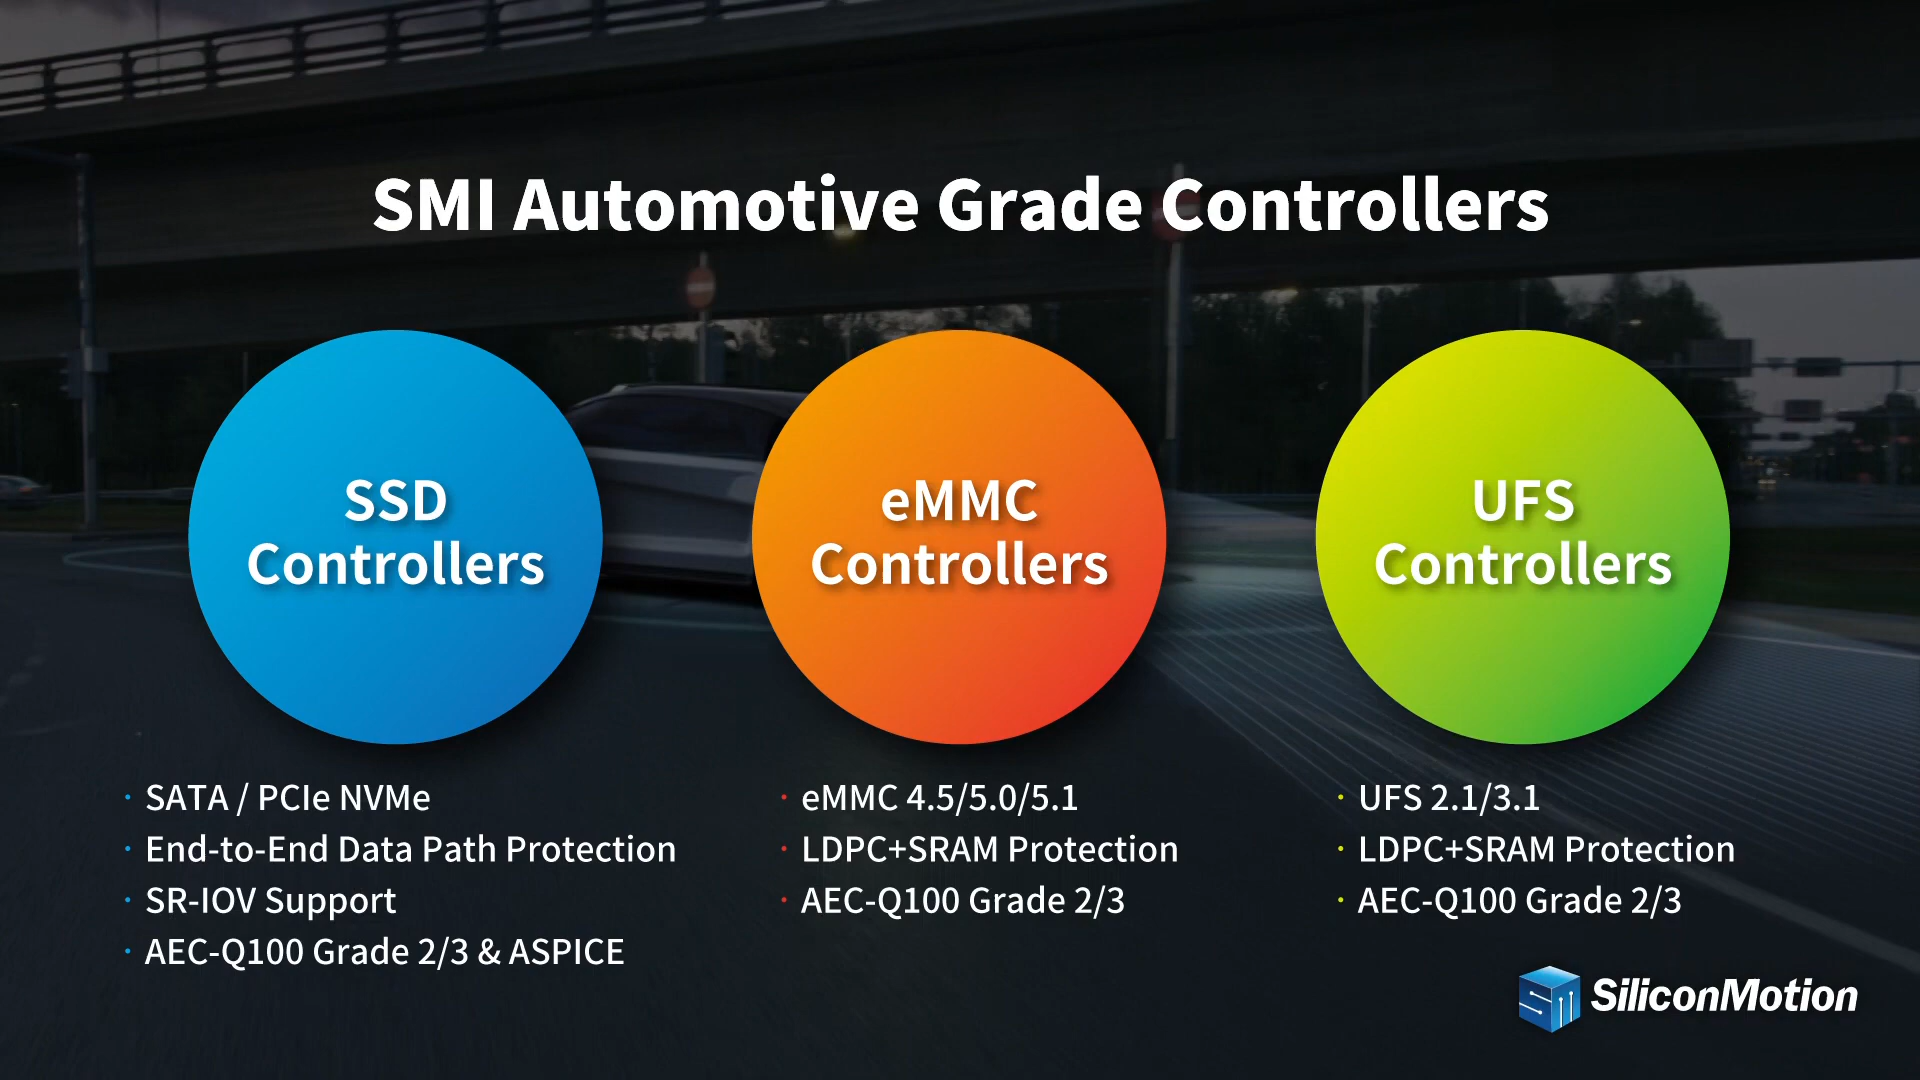 SMI Automotive Grade Controllers
SSD
Controllers
· SATA / PCIe NVMe
· End-to-End Data Path Protection
· SR-IOV Support
· AEC-Q100 Grade 2/3 & ASPICE
eMMC
Controllers
· eMMC 4.5/5.0/5.1
· LDPC+SRAM Protection
· AEC-Q100 Grade 2/3
UFS
Controllers
· UFS 2.1/3.1
· LDPC+SRAM Protection
· AEC-Q100 Grade 2/3
SiliconMotion